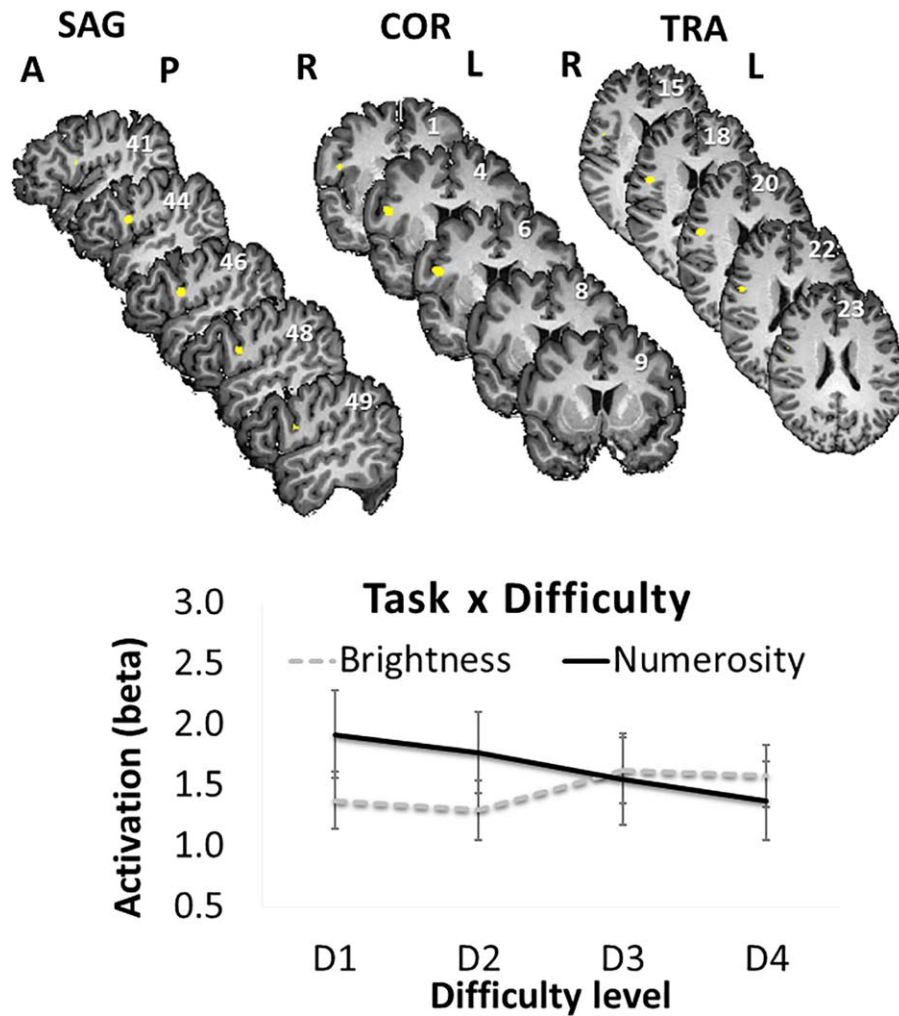 SAG COR TRA
A P R L R L
41 1 15
44 4 18
46 6 20
48 8 22
49 9 23
Task x Difficulty
Brightness Numerosity
Activation (beta)
3.0
2.5
2.0
1.5
1.0
0.5
D1 D2 D3 D4
Difficulty level